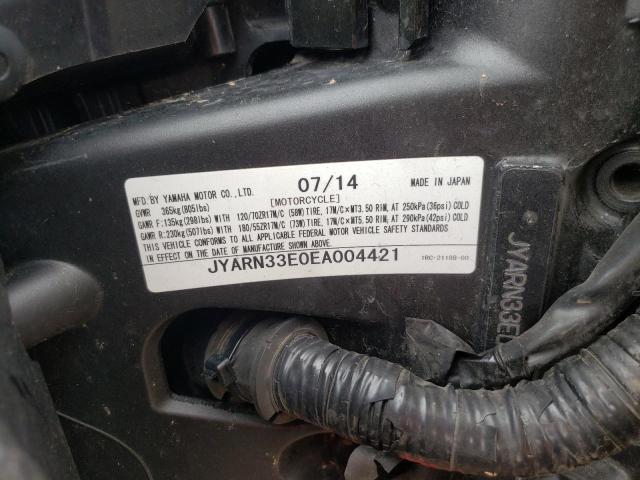 MFD. BY YAMAHA MOTOR CO., LTD. 07/14 MADE IN JAPAN
GVWR 365kg(805lbs) [MOTORCYCLE]
GAWR F:135kg(298lbs)WITH 120/70ZR17M/C (58W)TIRE, 17M/C×MT3.50 RIM, AT 250kPa(36psi)COLD
GAWR R:230kg(507lbs)WITH 180/55ZR17M/C (73W)TIRE, 17M/C×MT5.50 RIM, AT 290kPa(42psi)COLD
THIS VEHICLE CONFORMS TO ALL APPLICABLE FEDERAL MOTOR VEHICLE SAFETY STANDARDS
IN EFFECT ON THE DATE OF MANUFACTURE SHOWN ABOVE.
JYARN33E0EA004421 1RC-2118B-00
JYARN33E0